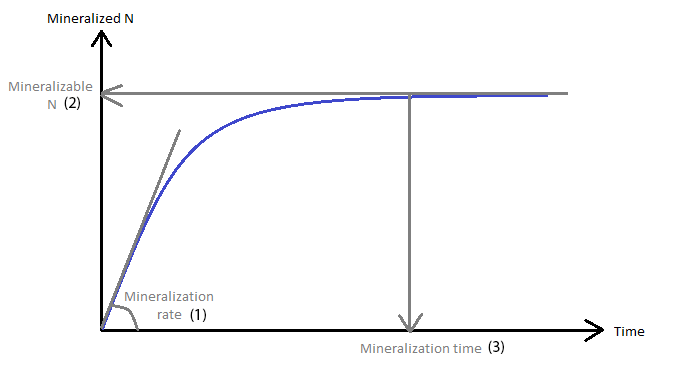 Mineralized N
Mineralizable
N (2)
Mineralization
rate (1)
Time
Mineralization time (3)